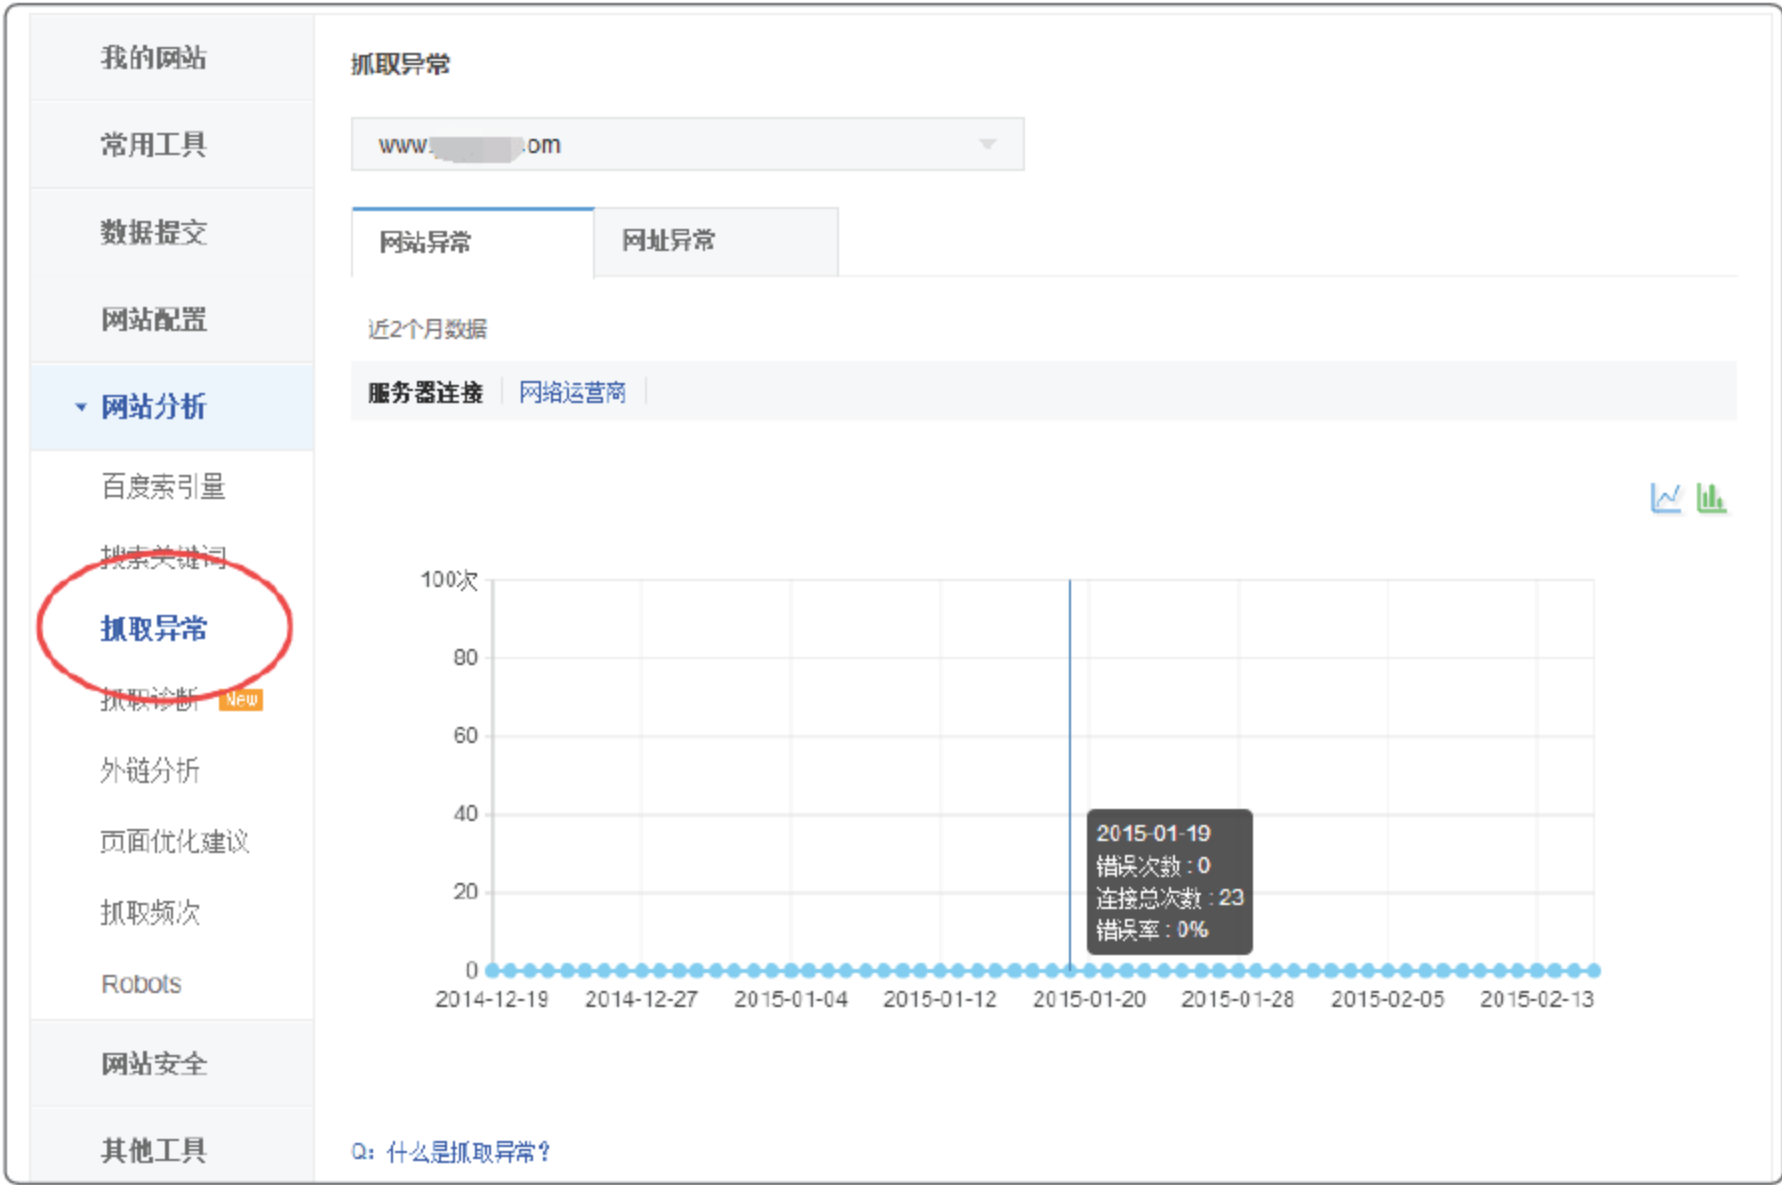 我的网站
常用工具
数据提交
网站配置
网站分析
百度索引量
搜索关键词
抓取异常
抓取诊断 New
外链分析
页面优化建议
抓取频次
Robots
网站安全
其他工具
抓取异常
www. om
网站异常 网址异常
近2个月数据
服务器连接 网络运营商
100次
80
60
40
20
0
2015-01-19
错误次数 : 0
连接总次数 : 23
错误率 : 0%
2014-12-19 2014-12-27 2015-01-04 2015-01-12 2015-01-20 2015-01-28 2015-02-05 2015-02-13
Q: 什么是抓取异常?